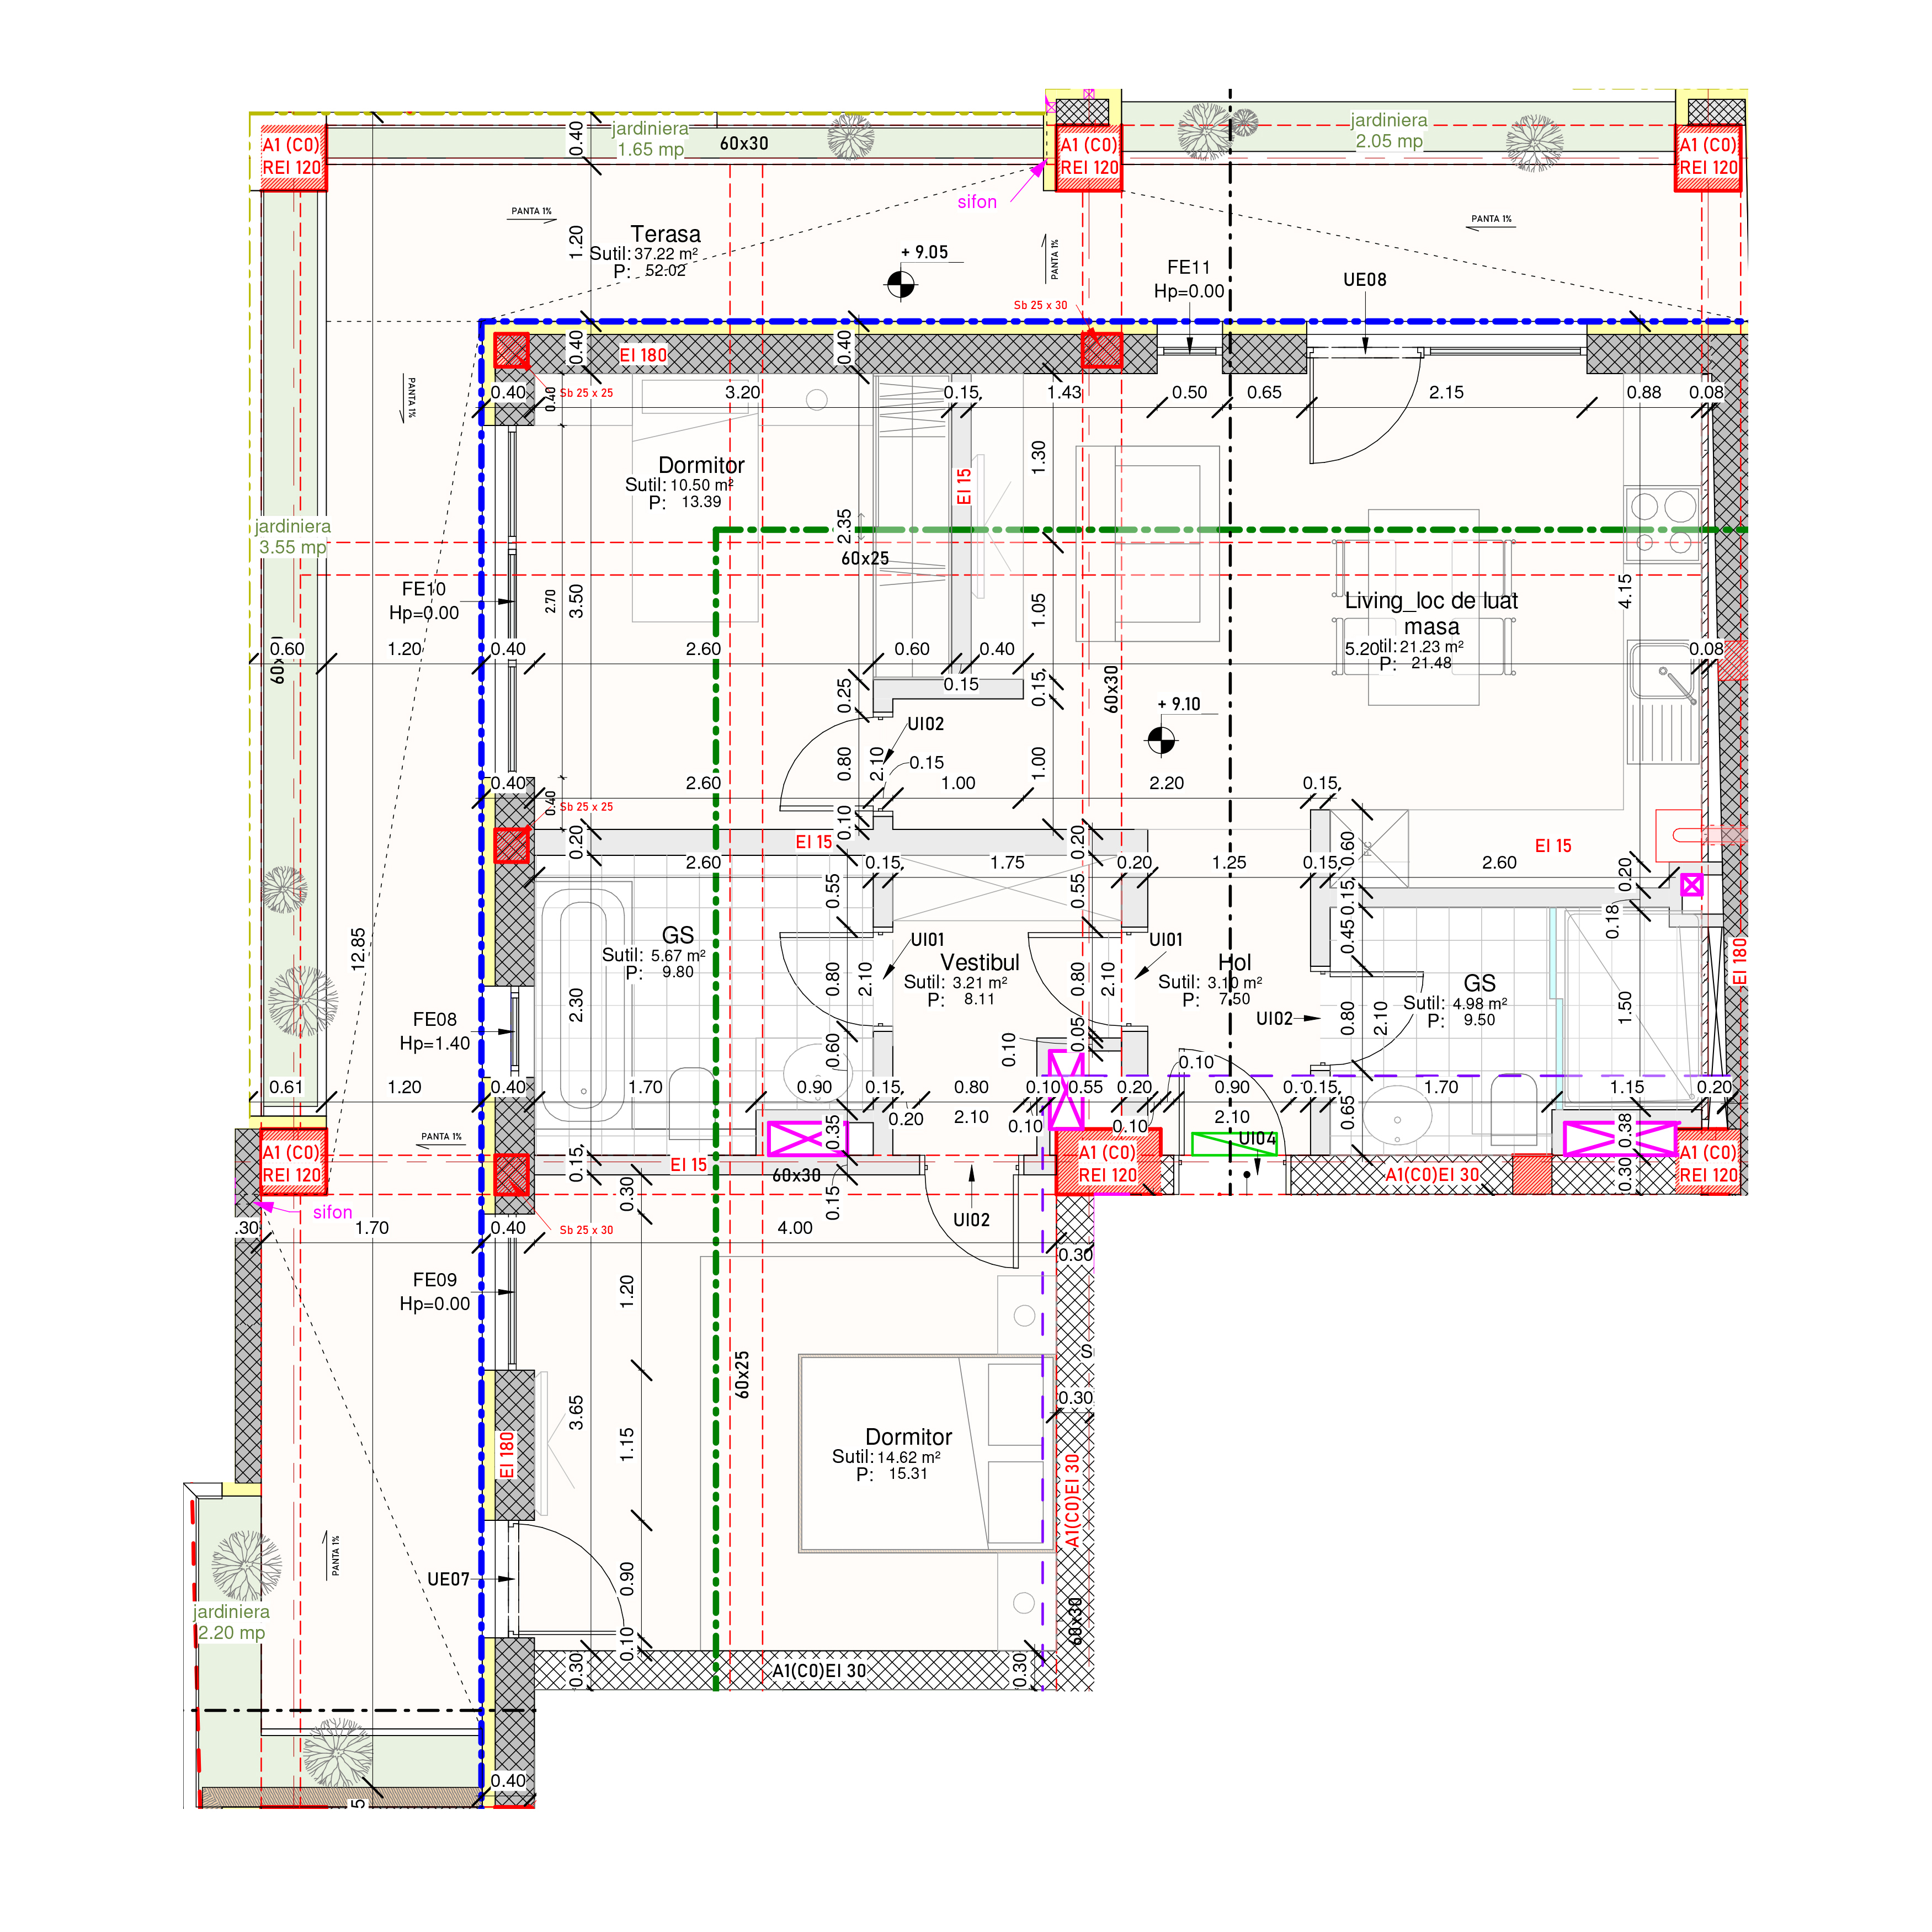 jardiniera
1.65 mp
60x30
jardiniera
2.05 mp
A1 (C0)
REI 120
A1 (C0)
REI 120
A1 (C0)
REI 120
0.40
sifon
PANTA 1%
PANTA 1%
PANTA 1%
PANTA 1%
1.20
Terasa
Sutil: 37.22 m²
P: 52.02
+ 9.05
FE11
Hp=0.00
UE08
Sb 25 x 30
0.40
EI 180
0.40
0.40
0.40
Sb 25 x 25
3.20
0.15
1.43
0.50
0.65
2.15
0.88
0.08
Dormitor
Sutil: 10.50 m²
P: 13.39
EI 15
1.30
2.35
60x25
jardiniera
3.55 mp
FE10
Hp=0.00
2.70
3.50
1.05
4.15
Living_loc de luat
masa
5.20
til: 21.23 m²
P: 21.48
0.60
1.20
0.40
2.60
0.60
0.40
0.08
0.15
0.25
0.15
60x30
UI02
+ 9.10
0.80
2.10
0.15
1.00
0.40
2.60
1.00
2.20
0.15
0.40
Sb 25 x 25
0.10
0.20
EI 15
0.20
0.60
EI 15
2.60
0.15
1.75
0.20
1.25
0.15
2.60
0.20
0.55
0.55
0.15
0.18
12.85
GS
Sutil: 5.67 m²
P: 9.80
UI01
Vestibul
Sutil: 3.21 m²
P: 8.11
UI01
Hol
Sutil: 3.10 m²
P: 7.50
0.45
GS
Sutil: 4.98 m²
P: 9.50
EI 180
0.80
2.10
0.80
2.10
0.80
2.10
UI02
2.30
1.50
FE08
Hp=1.40
0.60
0.10
0.05
0.10
0.61
1.20
0.40
1.70
0.90
0.15
0.80
0.10
0.55
0.20
0.90
0.10
0.15
1.70
1.15
0.20
0.20
2.10
0.10
0.10
2.10
0.65
0.35
0.38
PANTA 1%
UI04
A1 (C0)
REI 120
A1 (C0)
REI 120
A1 (C0)
REI 120
0.15
EI 15
60x30
A1(C0)EI 30
0.30
0.30
0.15
sifon
UI02
.30
1.70
0.40
Sb 25 x 30
4.00
0.30
FE09
Hp=0.00
1.20
S
60x25
0.30
3.65
1.15
EI 180
Dormitor
Sutil: 14.62 m²
P: 15.31
A1(C0)EI 30
PANTA 1%
UE07
0.90
jardiniera
2.20 mp
60x30
0.10
0.30
A1(C0)EI 30
0.30
0.40
5